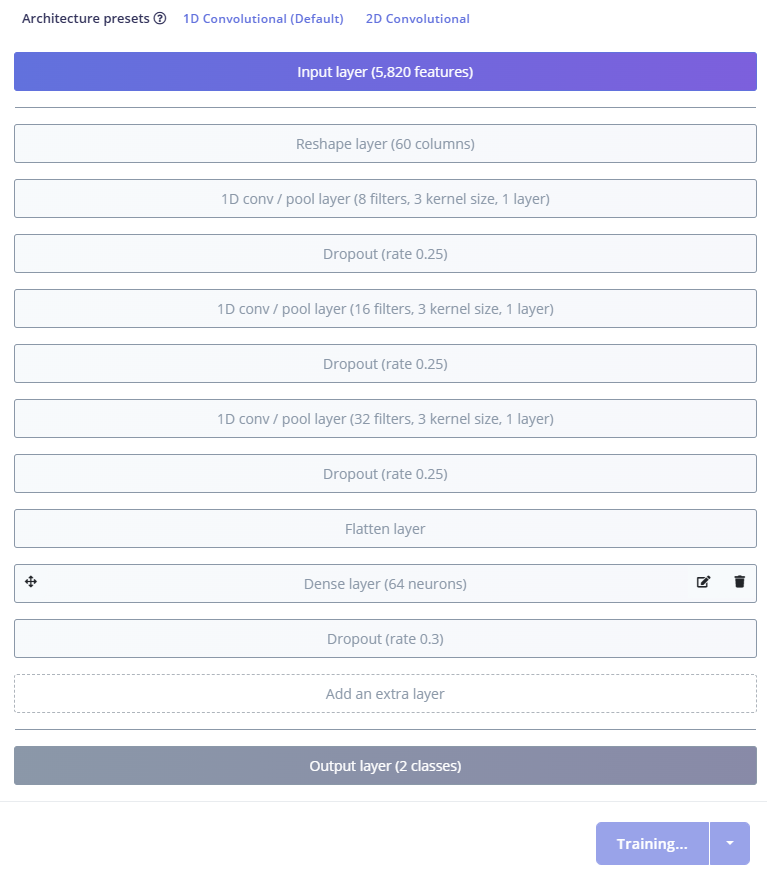 Architecture presets 1D Convolutional (Default) 2D Convolutional
Input layer (5,820 features)
Reshape layer (60 columns)
1D conv / pool layer (8 filters, 3 kernel size, 1 layer)
Dropout (rate 0.25)
1D conv / pool layer (16 filters, 3 kernel size, 1 layer)
Dropout (rate 0.25)
1D conv / pool layer (32 filters, 3 kernel size, 1 layer)
Dropout (rate 0.25)
Flatten layer
Dense layer (64 neurons)
Dropout (rate 0.3)
Add an extra layer
Output layer (2 classes)
Training...